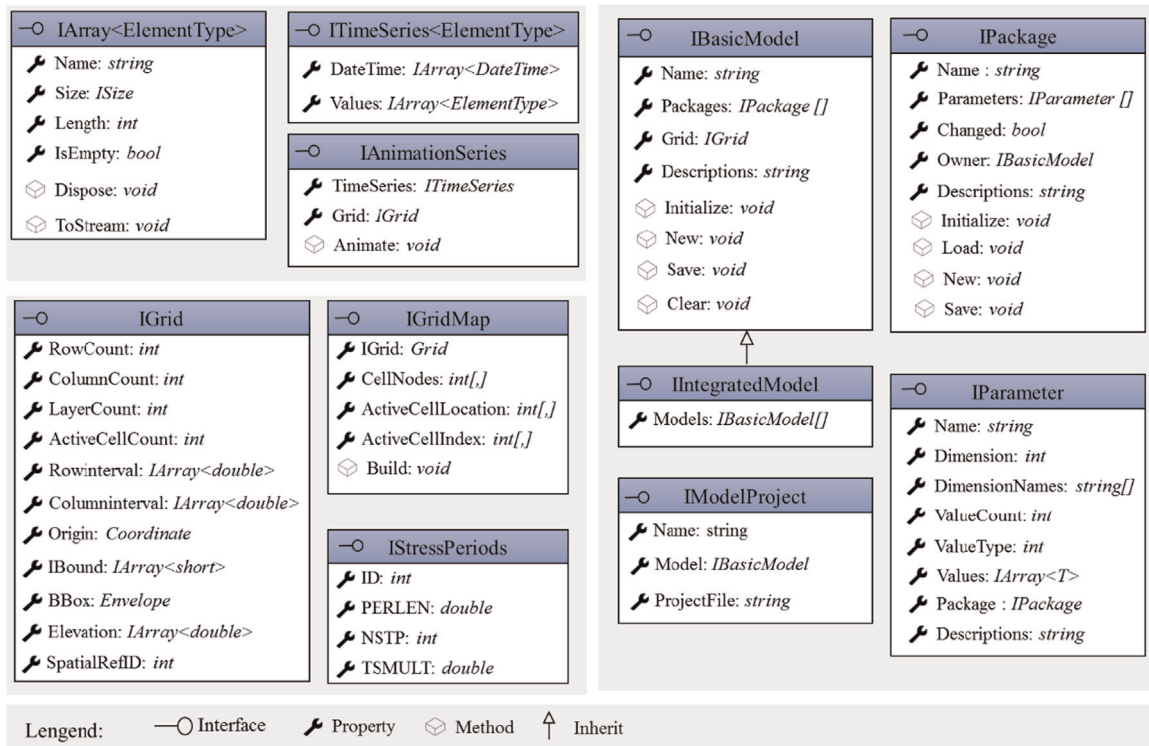 IArray<ElementType>
Name: string
Size: ISize
Length: int
IsEmpty: bool
Dispose: void
ToStream: void
ITimeSeries<ElementType>
DateTime: IArray<DateTime>
Values: IArray<ElementType>
IAnimationSeries
TimeSeries: ITimeSeries
Grid: IGrid
Animate: void
IGrid
RowCount: int
ColumnCount: int
LayerCount: int
ActiveCellCount: int
Rowinterval: IArray<double>
Columninterval: IArray<double>
Origin: Coordinate
IBound: IArray<short>
BBox: Envelope
Elevation: IArray<double>
SpatialRefID: int
IGridMap
IGrid: Grid
CellNodes: int[,]
ActiveCellLocation: int[,]
ActiveCellIndex: int[,]
Build: void
IStressPeriods
ID: int
PERLEN: double
NSTP: int
TSMULT: double
IBasicModel
Name: string
Packages: IPackage []
Grid: IGrid
Descriptions: string
Initialize: void
New: void
Save: void
Clear: void
IIntegratedModel
Models: IBasicModel[]
IModelProject
Name: string
Model: IBasicModel
ProjectFile: string
IPackage
Name : string
Parameters: IParameter []
Changed: bool
Owner: IBasicModel
Descriptions: string
Initialize: void
Load: void
New: void
Save: void
IParameter
Name: string
Dimension: int
DimensionNames: string[]
ValueCount: int
ValueType: int
Values: IArray<T>
Package : IPackage
Descriptions: string
Lengend: Interface Property Method Inherit